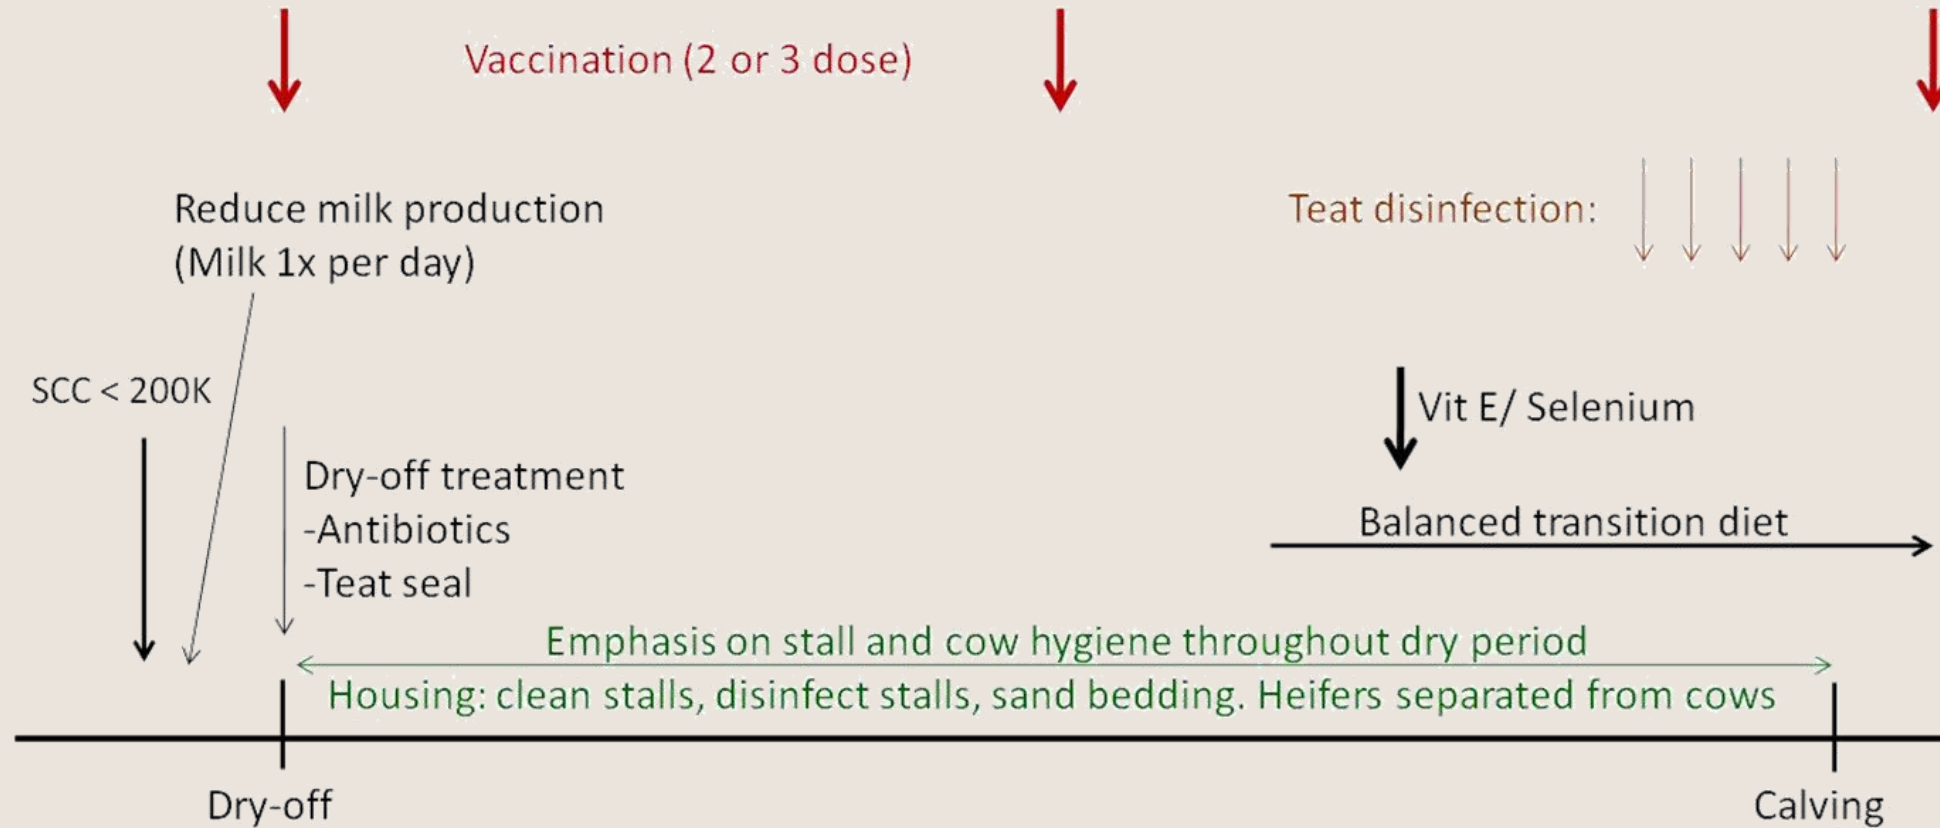 Vaccination (2 or 3 dose)
Reduce milk production
(Milk 1x per day)
Teat disinfection:
SCC < 200K
Vit E/ Selenium
Dry-off treatment
-Antibiotics
-Teat seal
Balanced transition diet
Emphasis on stall and cow hygiene throughout dry period
Housing: clean stalls, disinfect stalls, sand bedding. Heifers separated from cows
Dry-off
Calving